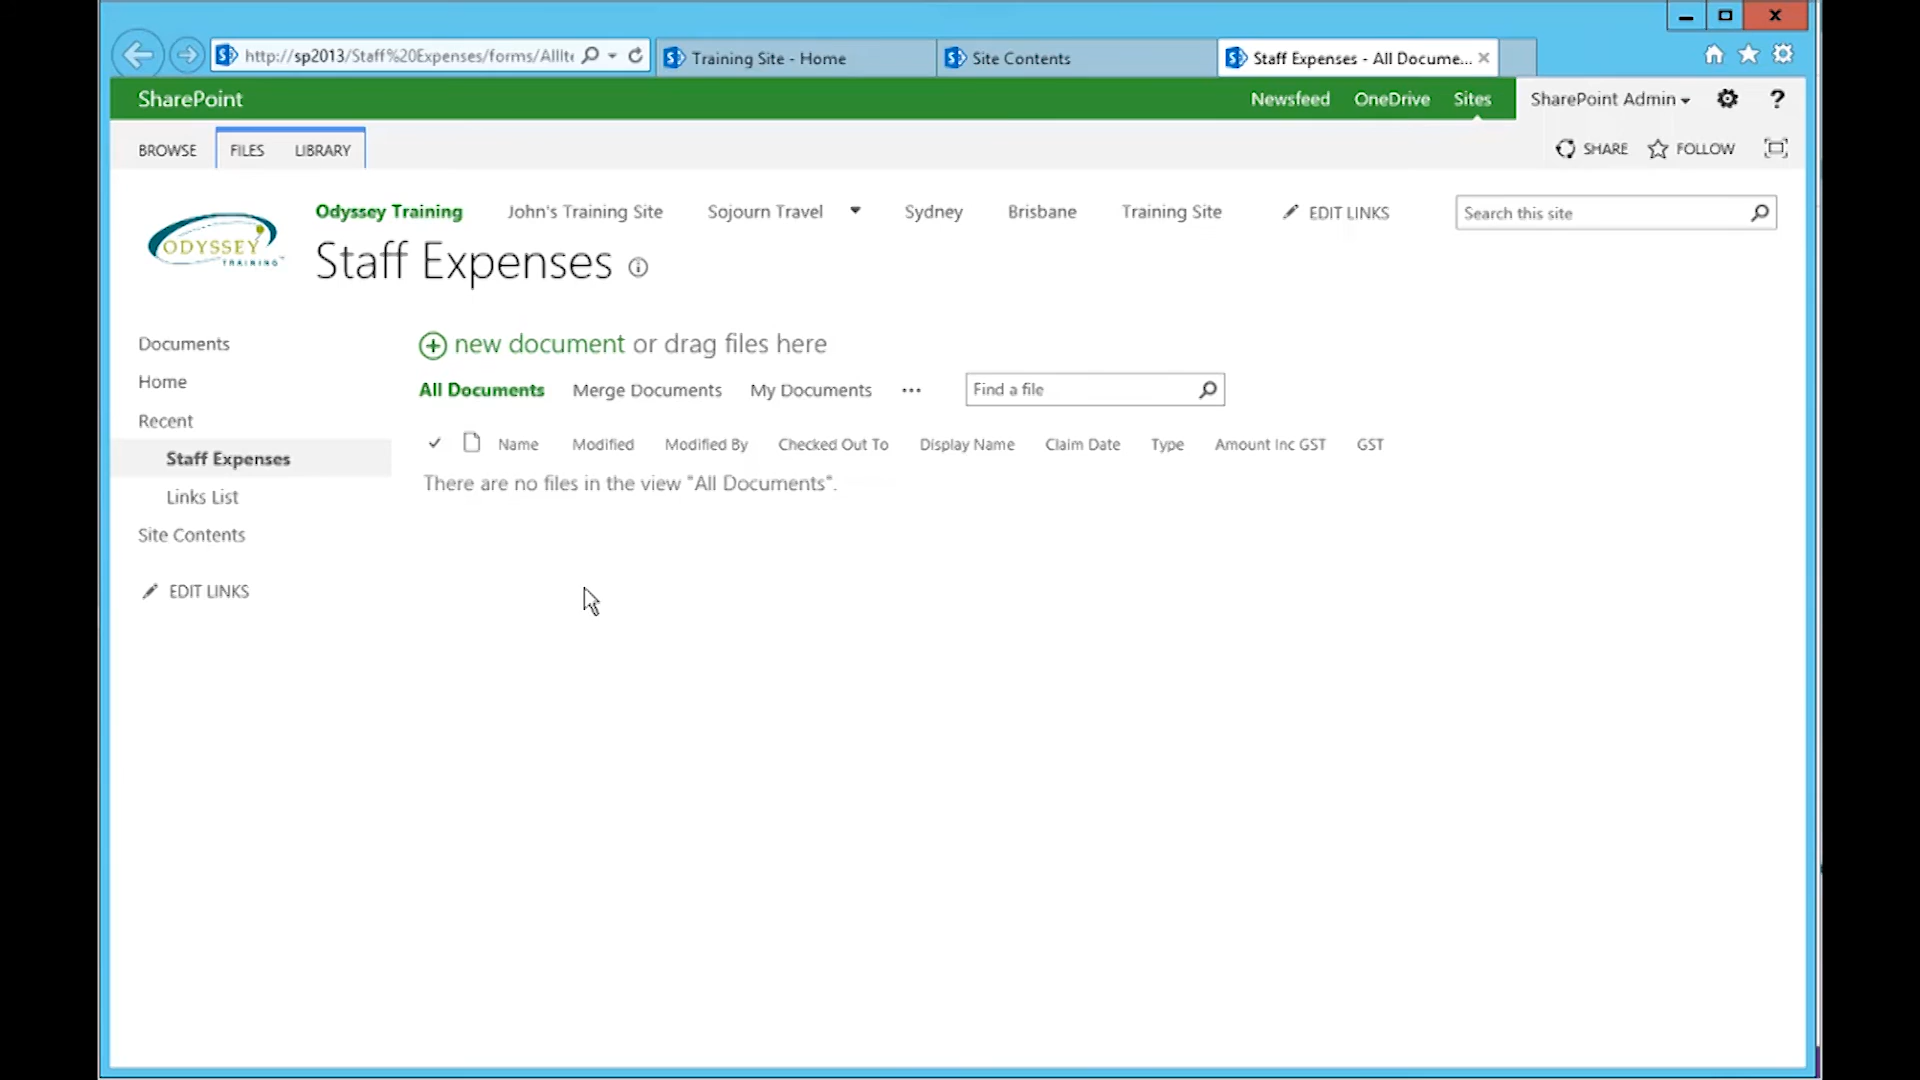 http://sp2013/Staff%20Expenses/forms/AllIte
Training Site - Home
Site Contents
Staff Expenses - All Docume...
SharePoint
Newsfeed
OneDrive
Sites
SharePoint Admin
?
BROWSE
FILES
LIBRARY
SHARE
FOLLOW
ODYSSEY
TRAINING
Odyssey Training
John's Training Site
Sojourn Travel
Sydney
Brisbane
Training Site
EDIT LINKS
Search this site
Staff Expenses
Documents
Home
Recent
Staff Expenses
Links List
Site Contents
EDIT LINKS
new document or drag files here
All Documents
Merge Documents
My Documents
...
Find a file
Name
Modified
Modified By
Checked Out To
Display Name
Claim Date
Type
Amount Inc GST
GST
There are no files in the view "All Documents".